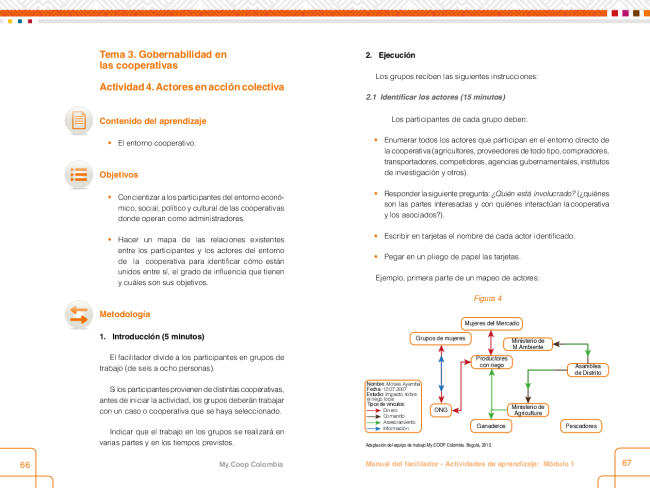 Tema 3. Gobernabilidad en
las cooperativas
Actividad 4. Actores en acción colectiva
Contenido del aprendizaje
• El entorno cooperativo.
Objetivos
• Concientizar a los participantes del entorno econó-
mico, social, político y cultural de las cooperativas
donde operan como administradores.
• Hacer un mapa de las relaciones existentes
entre los participantes y los actores del entorno
de la cooperativa para identificar cómo están
unidos entre sí, el grado de influencia que tienen
y cuáles son sus objetivos.
Metodología
1. Introducción (5 minutos)
El facilitador divide a los participantes en grupos de
trabajo (de seis a ocho personas).
Si los participantes provienen de distintas cooperativas,
antes de iniciar la actividad, los grupos deberán trabajar
con un caso o cooperativa que se haya seleccionado.
Indicar que el trabajo en los grupos se realizará en
varias partes y en los tiempos previstos.
66
My.Coop Colombia
2. Ejecución
Los grupos reciben las siguientes instrucciones:
2.1 Identificar los actores (15 minutos)
Los participantes de cada grupo deben:
• Enumerar todos los actores que participan en el entorno directo de
la cooperativa (agricultores, proveedores de todo tipo, compradores,
transportadores, competidores, agencias gubernamentales, institutos
de investigación y otros).
• Responder la siguiente pregunta: ¿Quién está involucrado? (¿quiénes
son las partes interesadas y con quiénes interactúan la cooperativa
y los asociados?).
• Escribir en tarjetas el nombre de cada actor identificado.
• Pegar en un pliego de papel las tarjetas.
Ejemplo, primera parte de un mapeo de actores:
Figura 4
Mujeres del Mercado
Grupos de mujeres
Ministerio de
M.Ambiente
Productores
con riego
Asamblea
de Distrito
Nombre: Moises Ayemba
Fecha: 12.07.2007
Estudio: Impacto sobre
el riego local
Tipos de vínculos:
Dinero
Comando
Asesoramiento
Información
ONG
Ministerio de
Agricultura
Ganaderos
Pescadores
Adaptación del equipo de trabajo My.COOP Colombia. Bogotá, 2013.
Manual del facilitador - Actividades de aprendizaje: Módulo 1
67